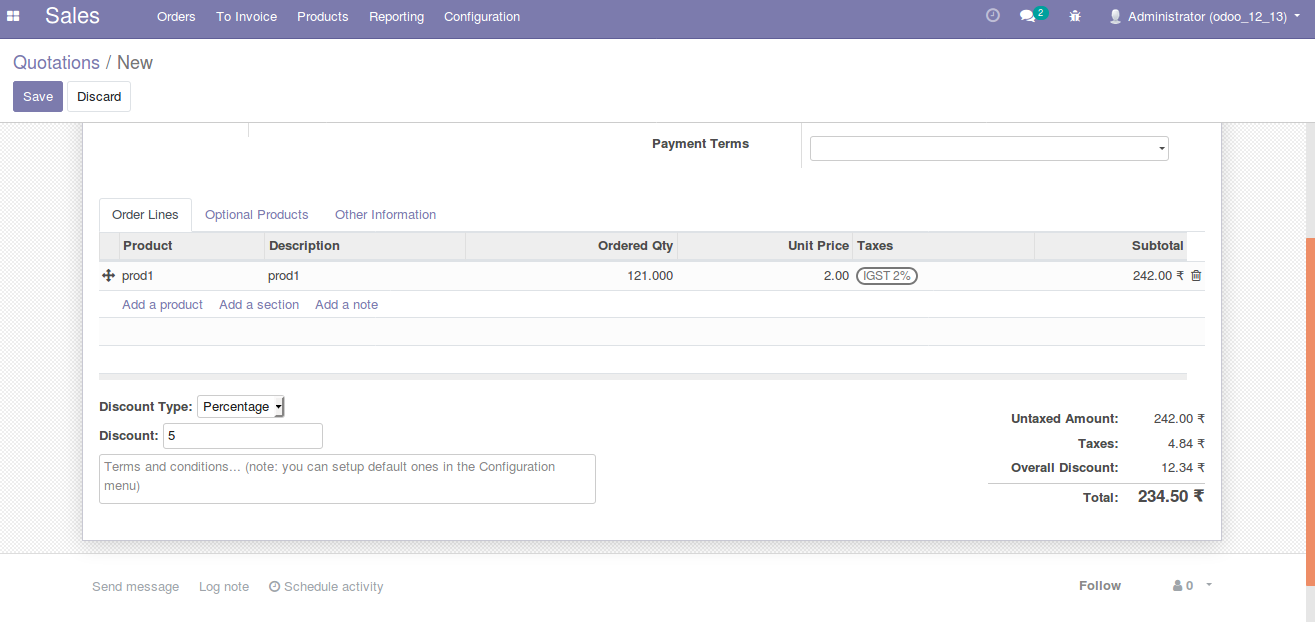 Sales Orders To Invoice Products Reporting Configuration 2 Administrator (odoo_12_13)
Quotations / New
Save Discard
Payment Terms
Order Lines Optional Products Other Information
Product Description Ordered Qty Unit Price Taxes Subtotal
prod1 prod1 121.000 2.00 IGST 2% 242.00 ₹
Add a product Add a section Add a note
Discount Type: Percentage
Untaxed Amount: 242.00 ₹
Discount: 5
Taxes: 4.84 ₹
Terms and conditions... (note: you can setup default ones in the Configuration
menu)
Overall Discount: 12.34 ₹
Total: 234.50 ₹
Send message Log note Schedule activity Follow 0